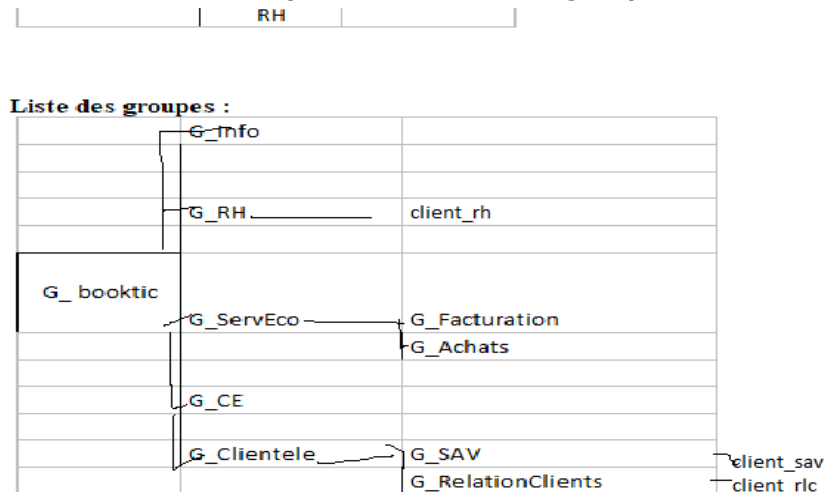 RH
Liste des groupes :
G_Info
G_RH client_rh
G_ booktic
G_ServEco G_Facturation
G_Achats
G_CE
G_Clientele G_SAV client_sav
G_RelationClients client_rlc